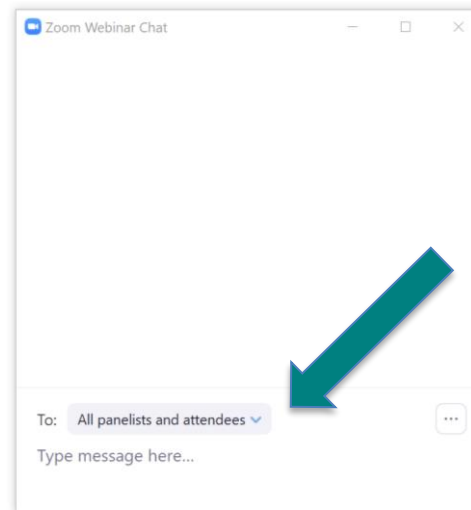 Zoom Webinar Chat
To: All panelists and attendees
Type message here...